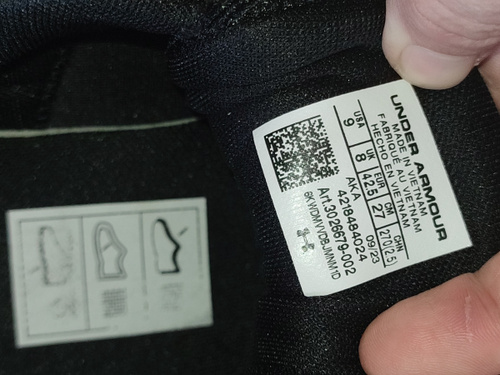 UNDER ARMOUR
MADE IN VIETNAM
FABRIQUÉ AU VIETNAM
HECHO EN VIETNAM
USA UK EUR CM CHN
9 8 42.5 27 270(2.5)
AKA 09/23
4218484024
Art.3026679-002